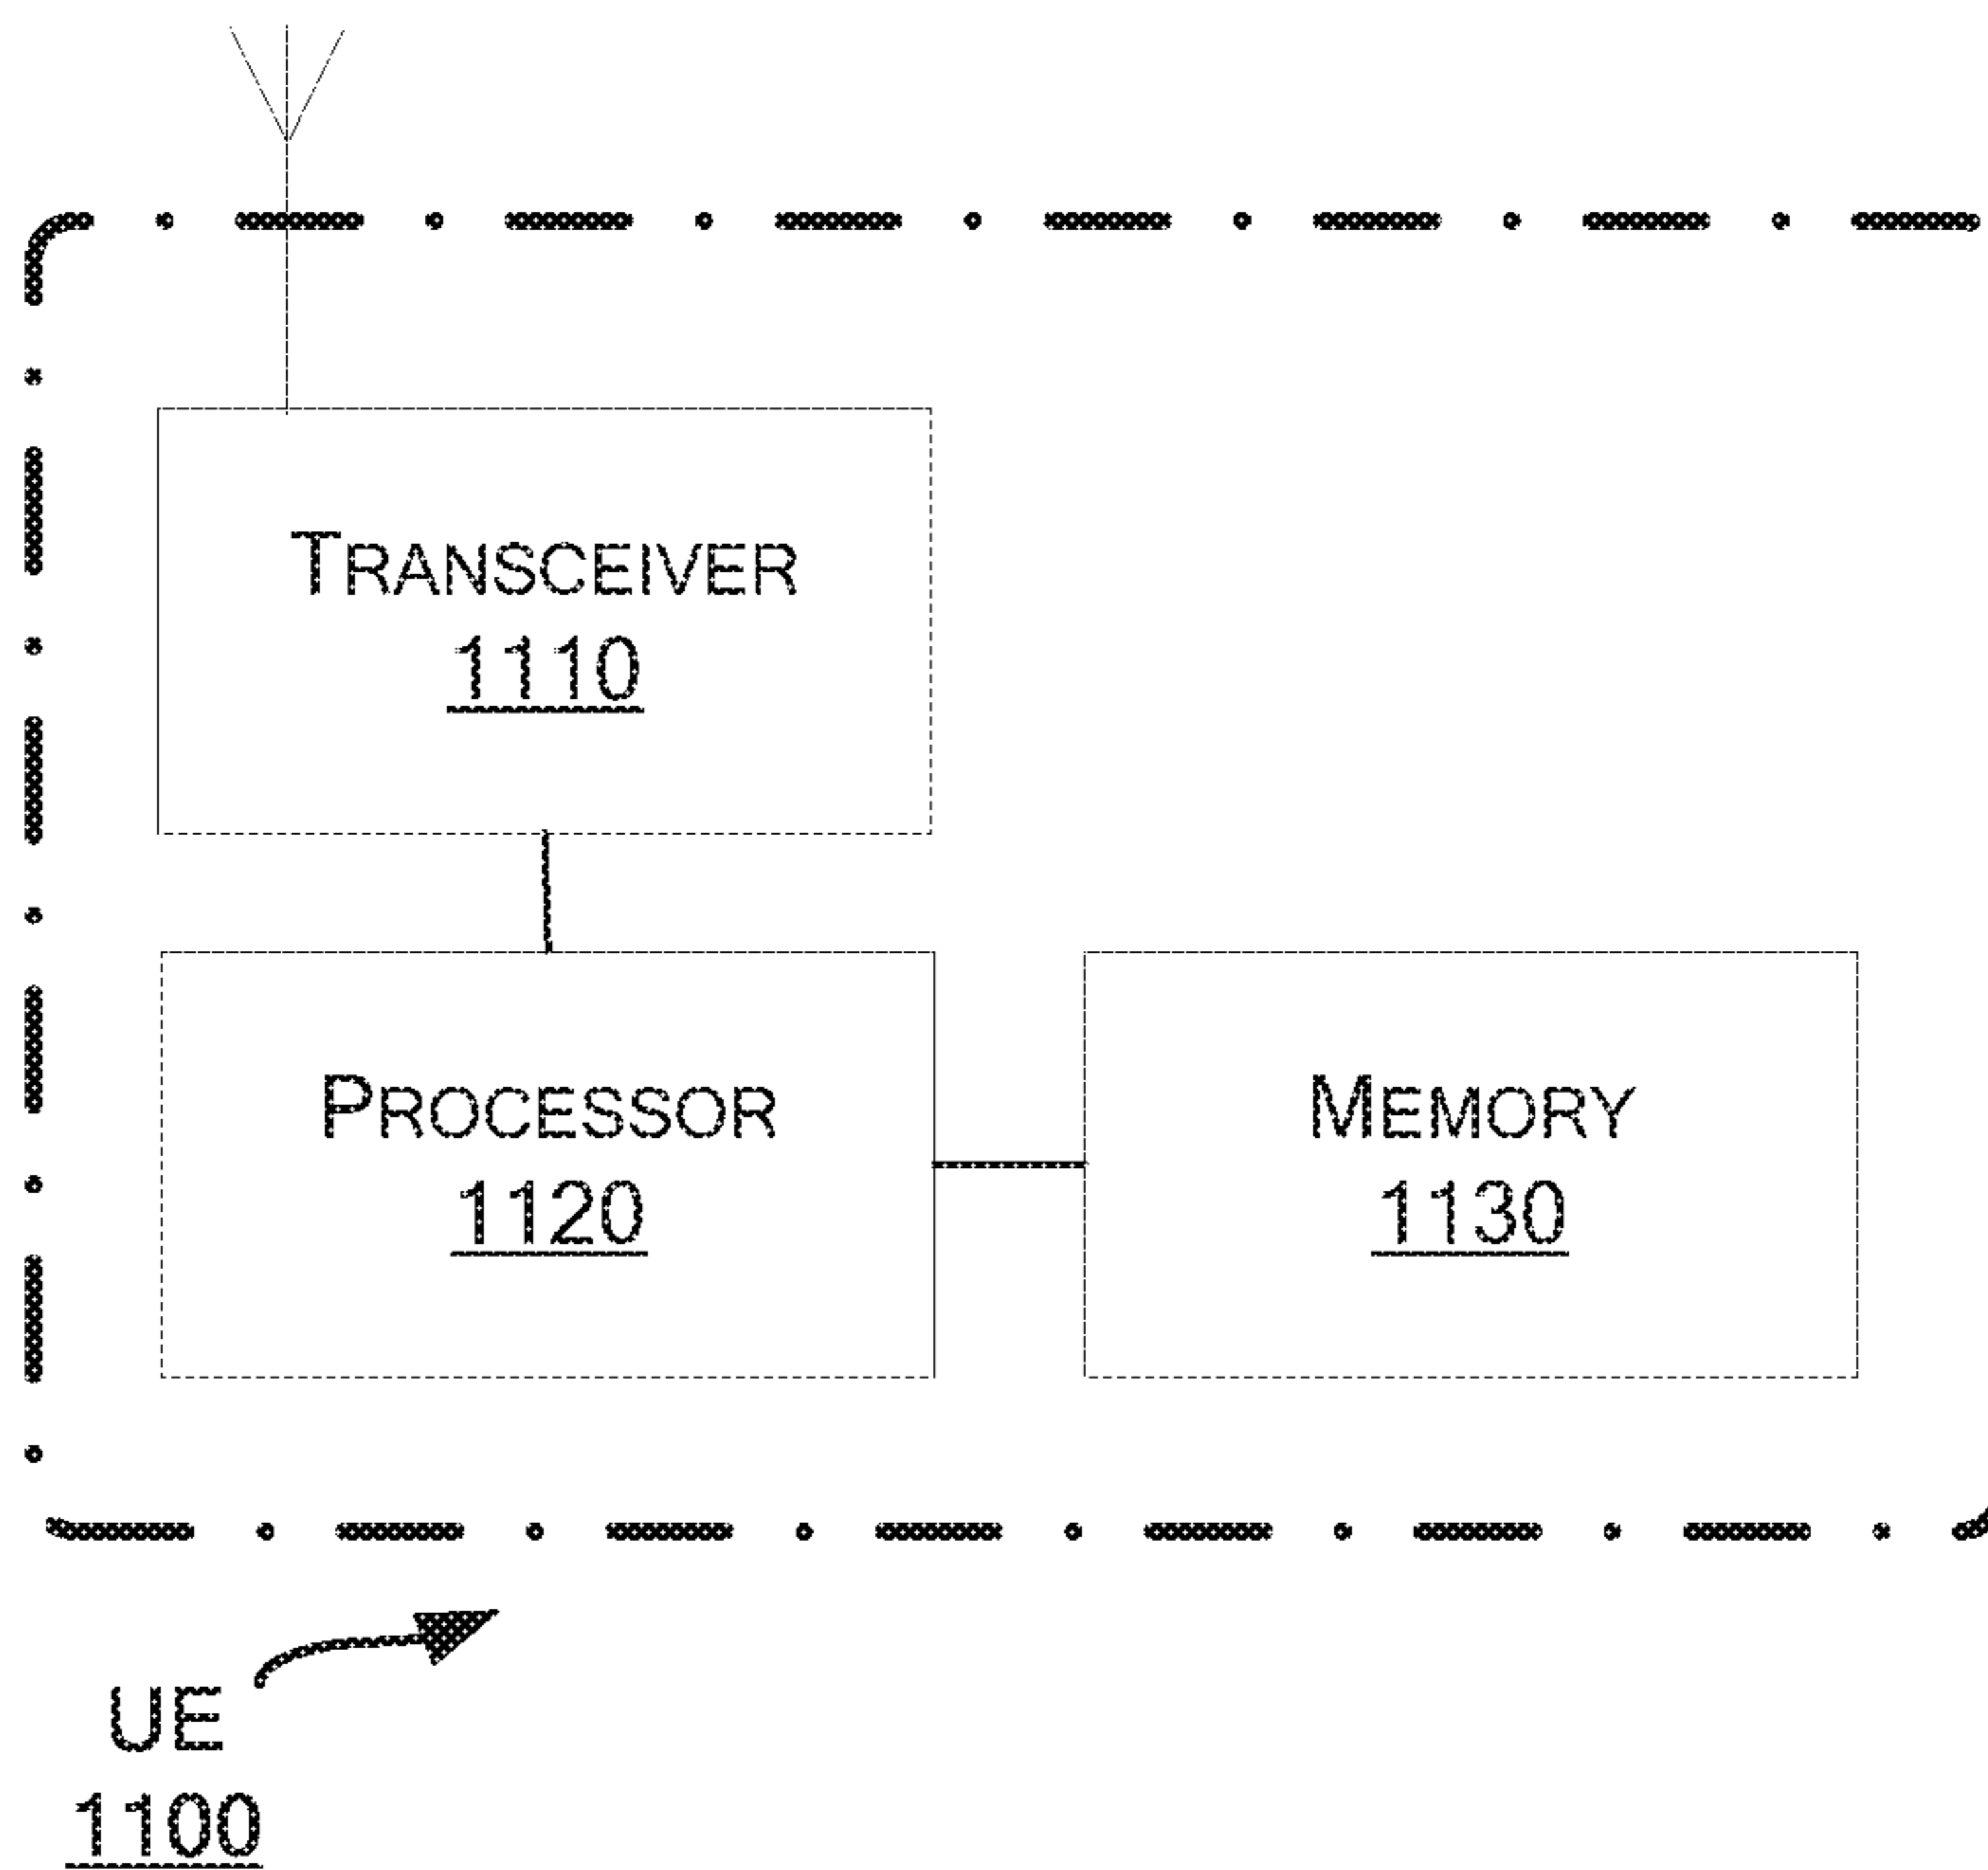 TRANSCEIVER
1110
PROCESSOR
1120
MEMORY
1130
UE
1100